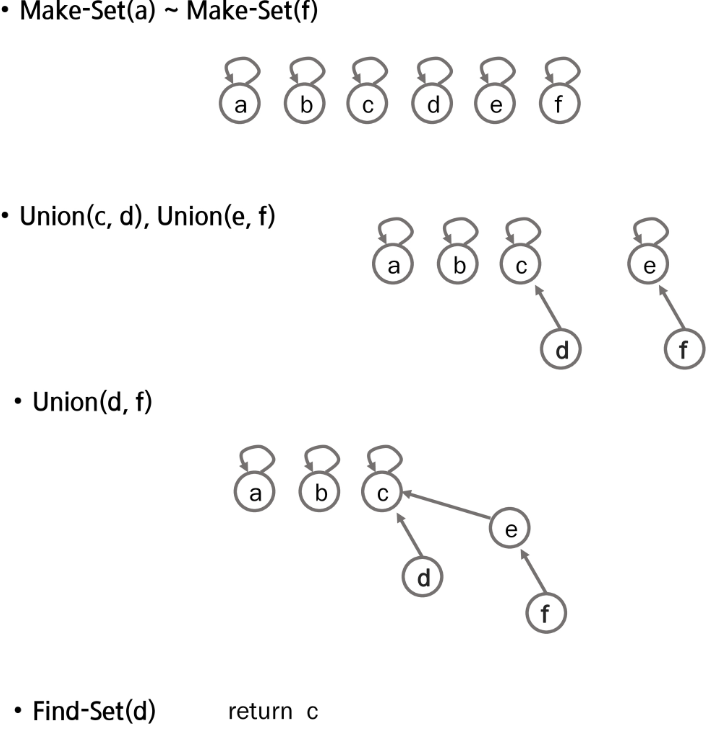 • Make-Set(a) ~ Make-Set(f)
a b c d e f
• Union(c, d), Union(e, f)
a b c e
d f
• Union(d, f)
a b c
e
d
f
• Find-Set(d) return c